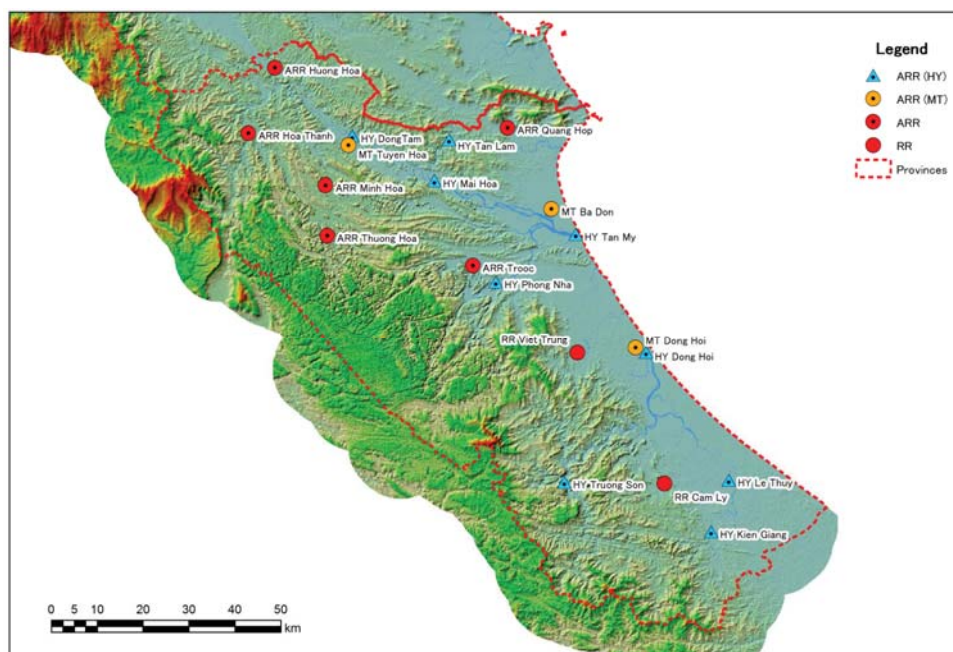 Legend
ARR (HY)
ARR (MT)
ARR
RR
Provinces
ARR Huong Hoa
ARR Hoa Thanh
HY DongTam
MT Tuyen Hoa
HY Tan Lam
ARR Quang Hop
ARR Minh Hoa
HY Mai Hoa
MT Ba Don
ARR Thuong Hoa
HY Tan My
ARR Trooc
HY Phong Nha
RR Viet Trung
MT Dong Hoi
HY Dong Hoi
HY Truong Son
RR Cam Ly
HY Le Thuy
HY Kien Giang
0 5 10 20 30 40 50
km